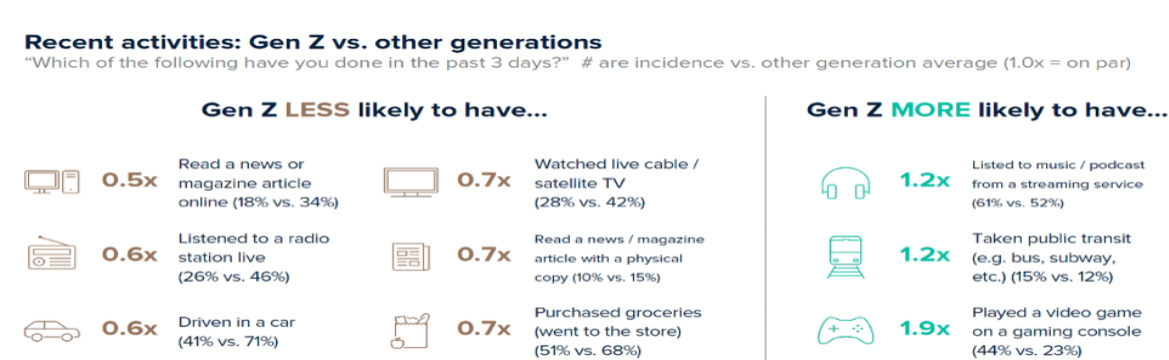 Recent activities: Gen Z vs. other generations
“Which of the following have you done in the past 3 days?” # are incidence vs. other generation average (1.0x = on par)
Gen Z LESS likely to have...
0.5x
Read a news or
magazine article
online (18% vs. 34%)
0.6x
Listened to a radio
station live
(26% vs. 46%)
0.6x
Driven in a car
(41% vs. 71%)
0.7x
Watched live cable /
satellite TV
(28% vs. 42%)
0.7x
Read a news / magazine
article with a physical
copy (10% vs. 15%)
0.7x
Purchased groceries
(went to the store)
(51% vs. 68%)
Gen Z MORE likely to have...
1.2x
Listed to music / podcast
from a streaming service
(61% vs. 52%)
1.2x
Taken public transit
(e.g. bus, subway,
etc.) (15% vs. 12%)
1.9x
Played a video game
on a gaming console
(44% vs. 23%)